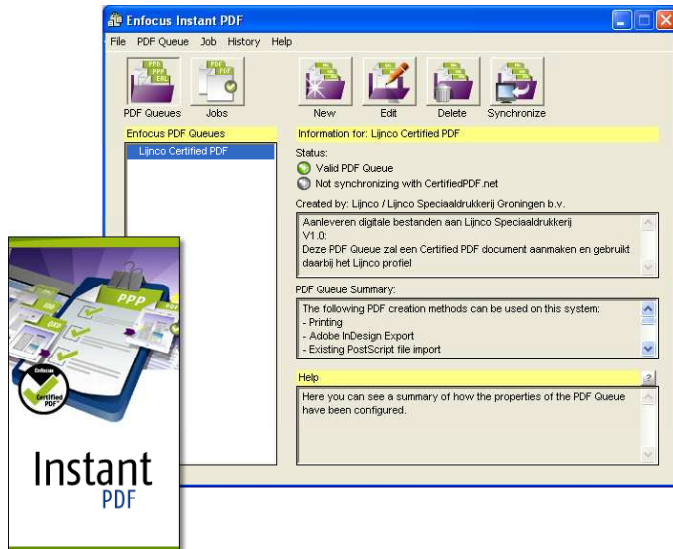 Enfocus Instant PDF
File PDF Queue Job History Help
PPD
PPP
EPL
PDF
PDF
PDF Queues Jobs New Edit Delete Synchronize
Enfocus PDF Queues
Lijnco Certified PDF
Information for: Lijnco Certified PDF
Status:
Valid PDF Queue
Not synchronizing with CertifiedPDF.net
Created by: Lijnco / Lijnco Speciaaldrukkerij Groningen b.v.
Aanleveren digitale bestanden aan Lijnco Speciaaldrukkerij
V1.0:
Deze PDF Queue zal een Certified PDF document aanmaken en gebruikt
daarbij het Lijnco profiel
PDF Queue Summary:
The following PDF creation methods can be used on this system:
- Printing
- Adobe InDesign Export
- Existing PostScript file import
Help
?
Here you can see a summary of how the properties of the PDF Queue
have been configured.
PPP
Enfocus
Certified
PDF
Instant
PDF